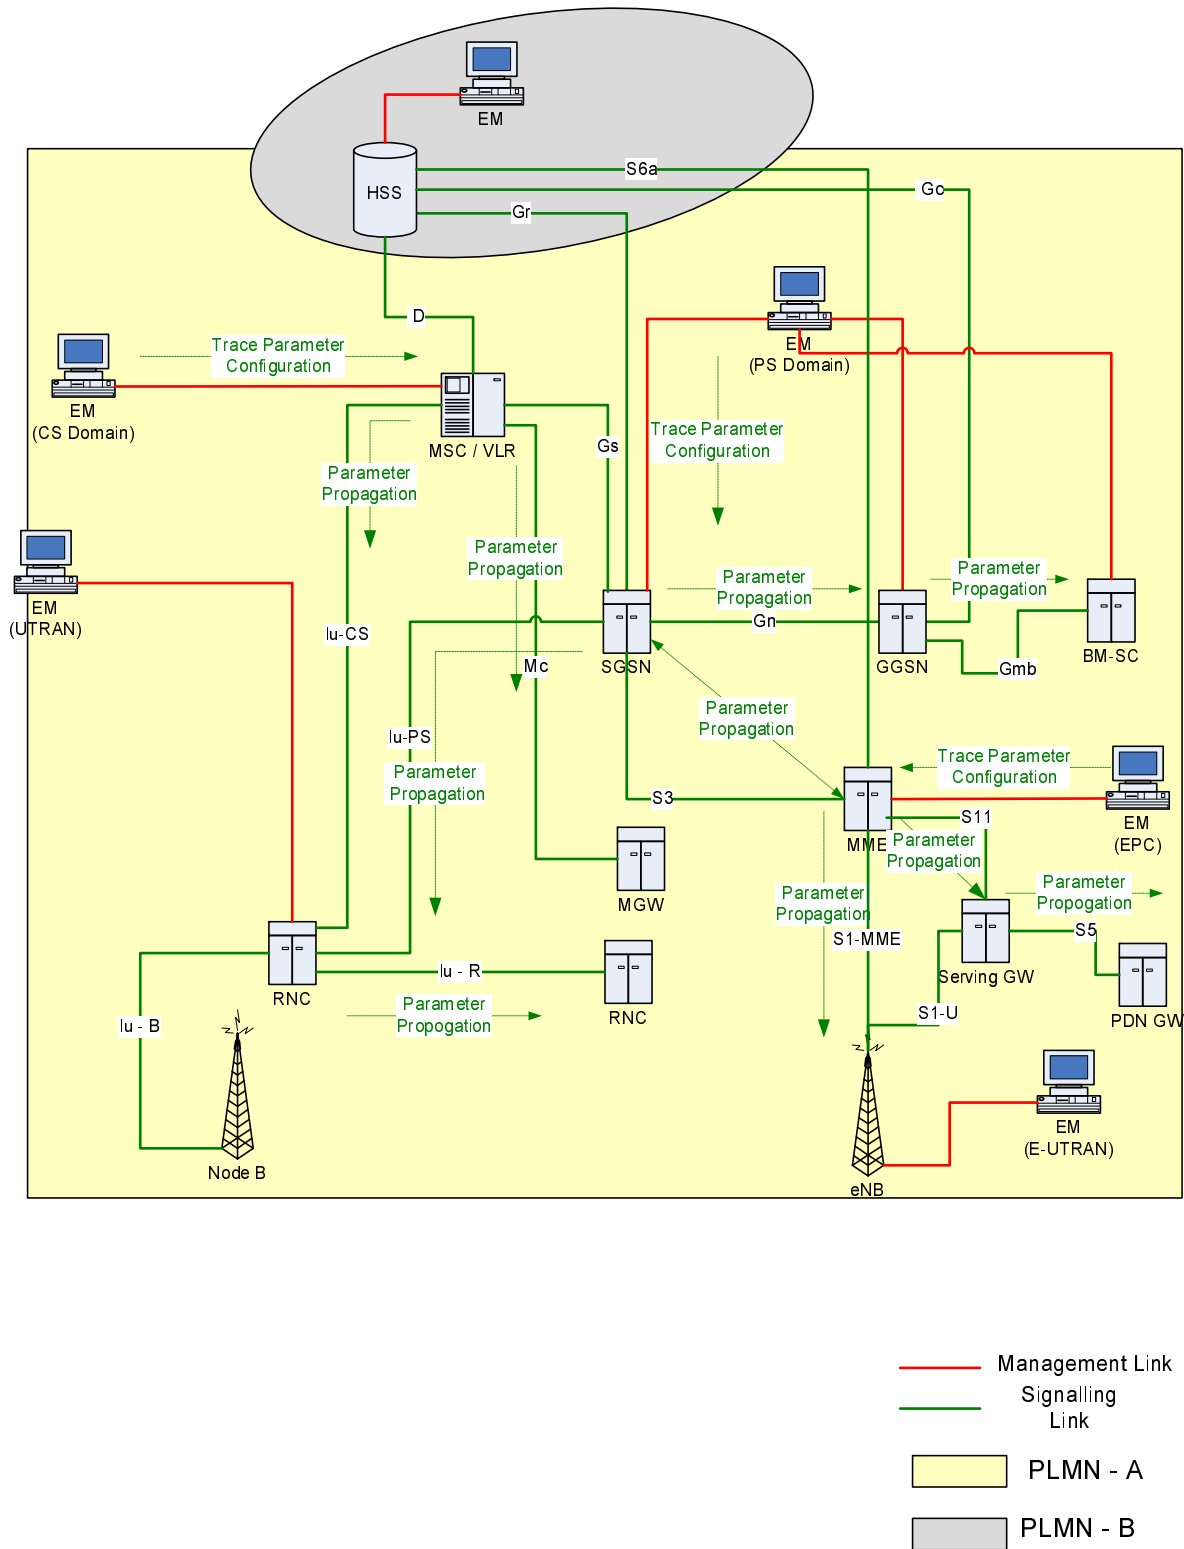 EM
HSS
S6a
Gc
Gr
D
Trace Parameter
Configuration
EM
(CS Domain)
MSC / VLR
EM
(PS Domain)
Gs
Trace Parameter
Configuration
Parameter
Propagation
Parameter
Propagation
EM
(UTRAN)
Iu-CS
Parameter
Propagation
Parameter
Propagation
Gn
SGSN
GGSN
Gmb
BM-SC
Mc
Iu-PS
Parameter
Propagation
Parameter
Propagation
Trace Parameter
Configuration
S3
S11
MME
EM
(EPC)
Parameter
Propagation
MGW
Parameter
Propagation
Parameter
Propogation
S1-MME
S5
Serving GW
Iu - R
RNC
Parameter
Propogation
RNC
S1-U
PDN GW
Iu - B
Node B
EM
(E-UTRAN)
eNB
Management Link
Signalling
Link
PLMN - A
PLMN - B